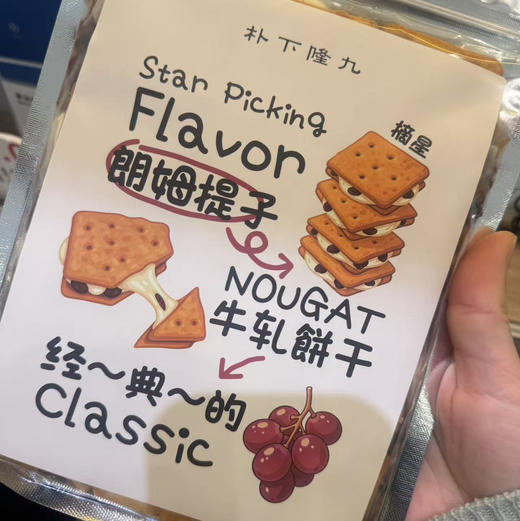 朴下隆九
Star Picking
Flavor
摘星
朗姆提子
NOUGAT
牛轧餅干
经~典~的
Classic